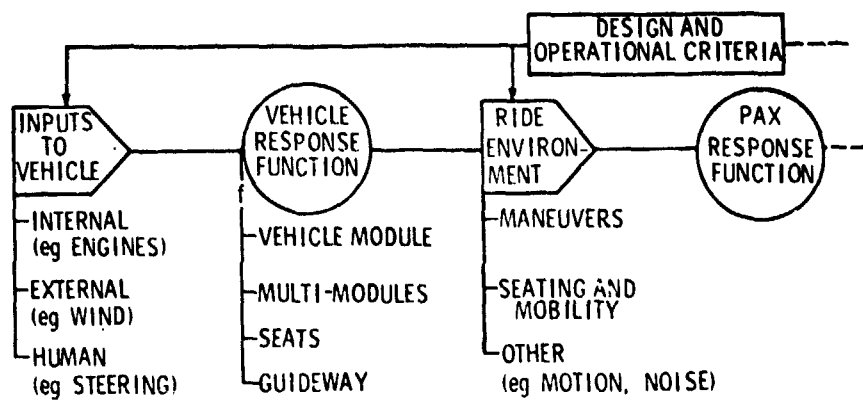 DESIGN AND
OPERATIONAL CRITERIA
INPUTS
TO
VEHICLE
VEHICLE
RESPONSE
FUNCTION
RIDE
ENVIRON-
MENT
PAX
RESPONSE
FUNCTION
f
INTERNAL
(eg ENGINES)
EXTERNAL
(eg WIND)
HUMAN
(eg STEERING)
VEHICLE MODULE
MULTI-MODULES
SEATS
GUIDEWAY
MANEUVERS
SEATING AND
MOBILITY
OTHER
(eg MOTION, NOISE)